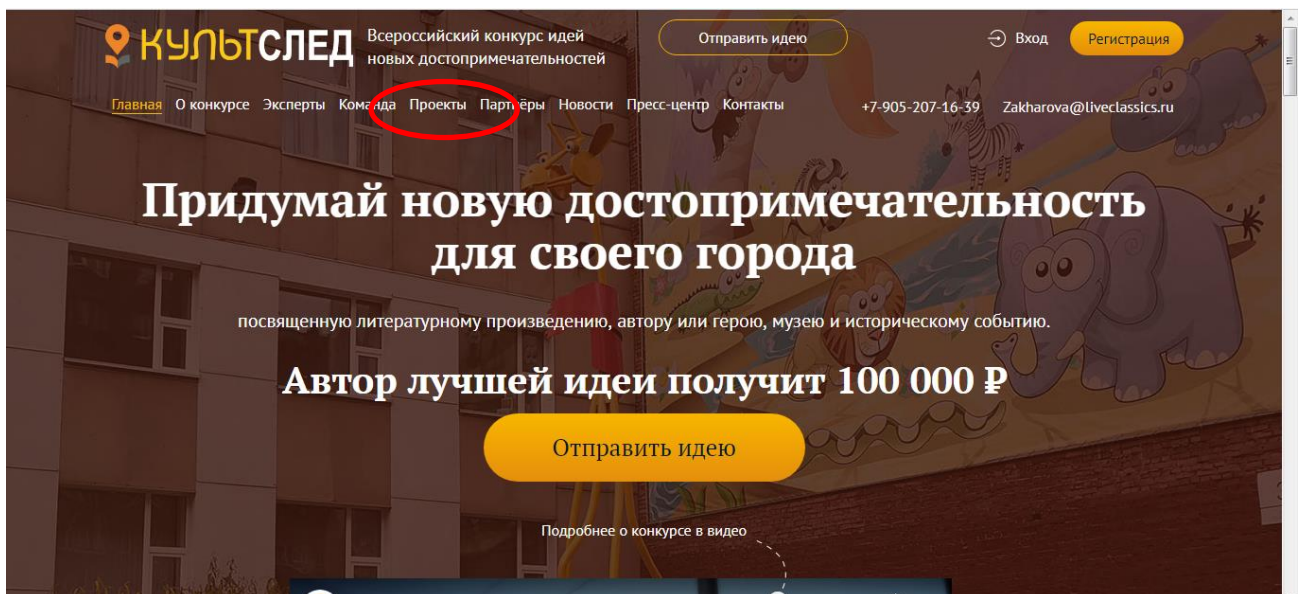 КУЛЬТСЛЕД
Всероссийский конкурс идей
новых достопримечательностей
Отправить идею
Вход
Регистрация
Главная О конкурсе Эксперты Команда Проекты Партнёры Новости Пресс-центр Контакты
+7-905-207-16-39 Zakharova@liveclassics.ru
Придумай новую достопримечательность
для своего города
посвященную литературному произведению, автору или герою, музею и историческому событию.
Автор лучшей идеи получит 100 000 ₽
Отправить идею
Подробнее о конкурсе в видео